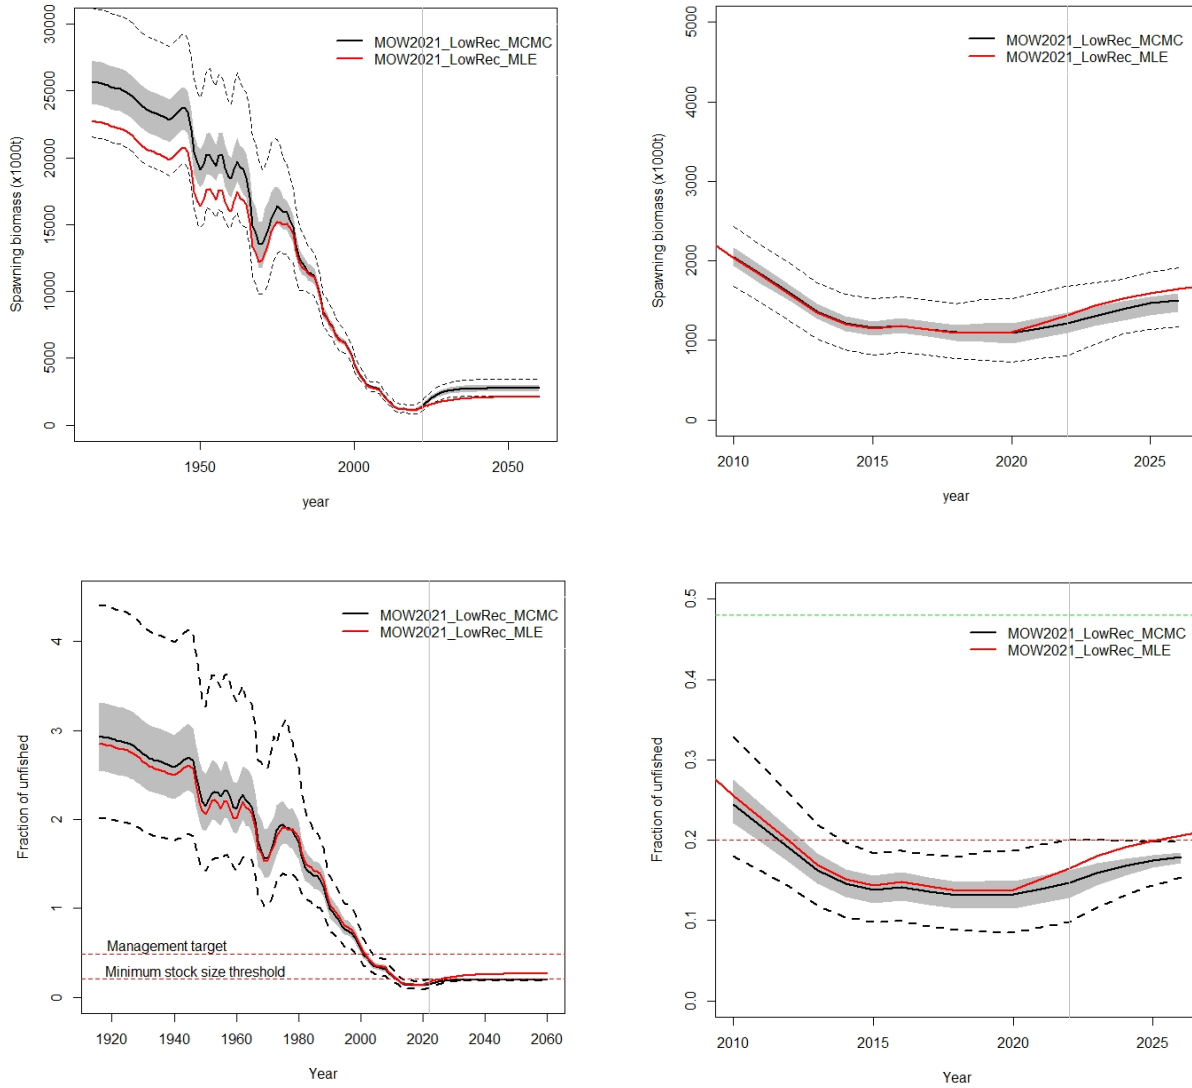 Spawning biomass (x1000t)
30000
25000
20000
15000
10000
5000
0
MOW2021_LowRec_MCMC
MOW2021_LowRec_MLE
1950
2000
2050
year
Spawning biomass (x1000t)
5000
4000
3000
2000
1000
0
MOW2021_LowRec_MCMC
MOW2021_LowRec_MLE
2010
2015
2020
2025
year
Fraction of unfished
4
3
2
1
0
MOW2021_LowRec_MCMC
MOW2021_LowRec_MLE
Management target
Minimum stock size threshold
1920
1940
1960
1980
2000
2020
2040
2060
Year
Fraction of unfished
0.5
0.4
0.3
0.2
0.1
0.0
MOW2021_LowRec_MCMC
MOW2021_LowRec_MLE
2010
2015
2020
2025
Year